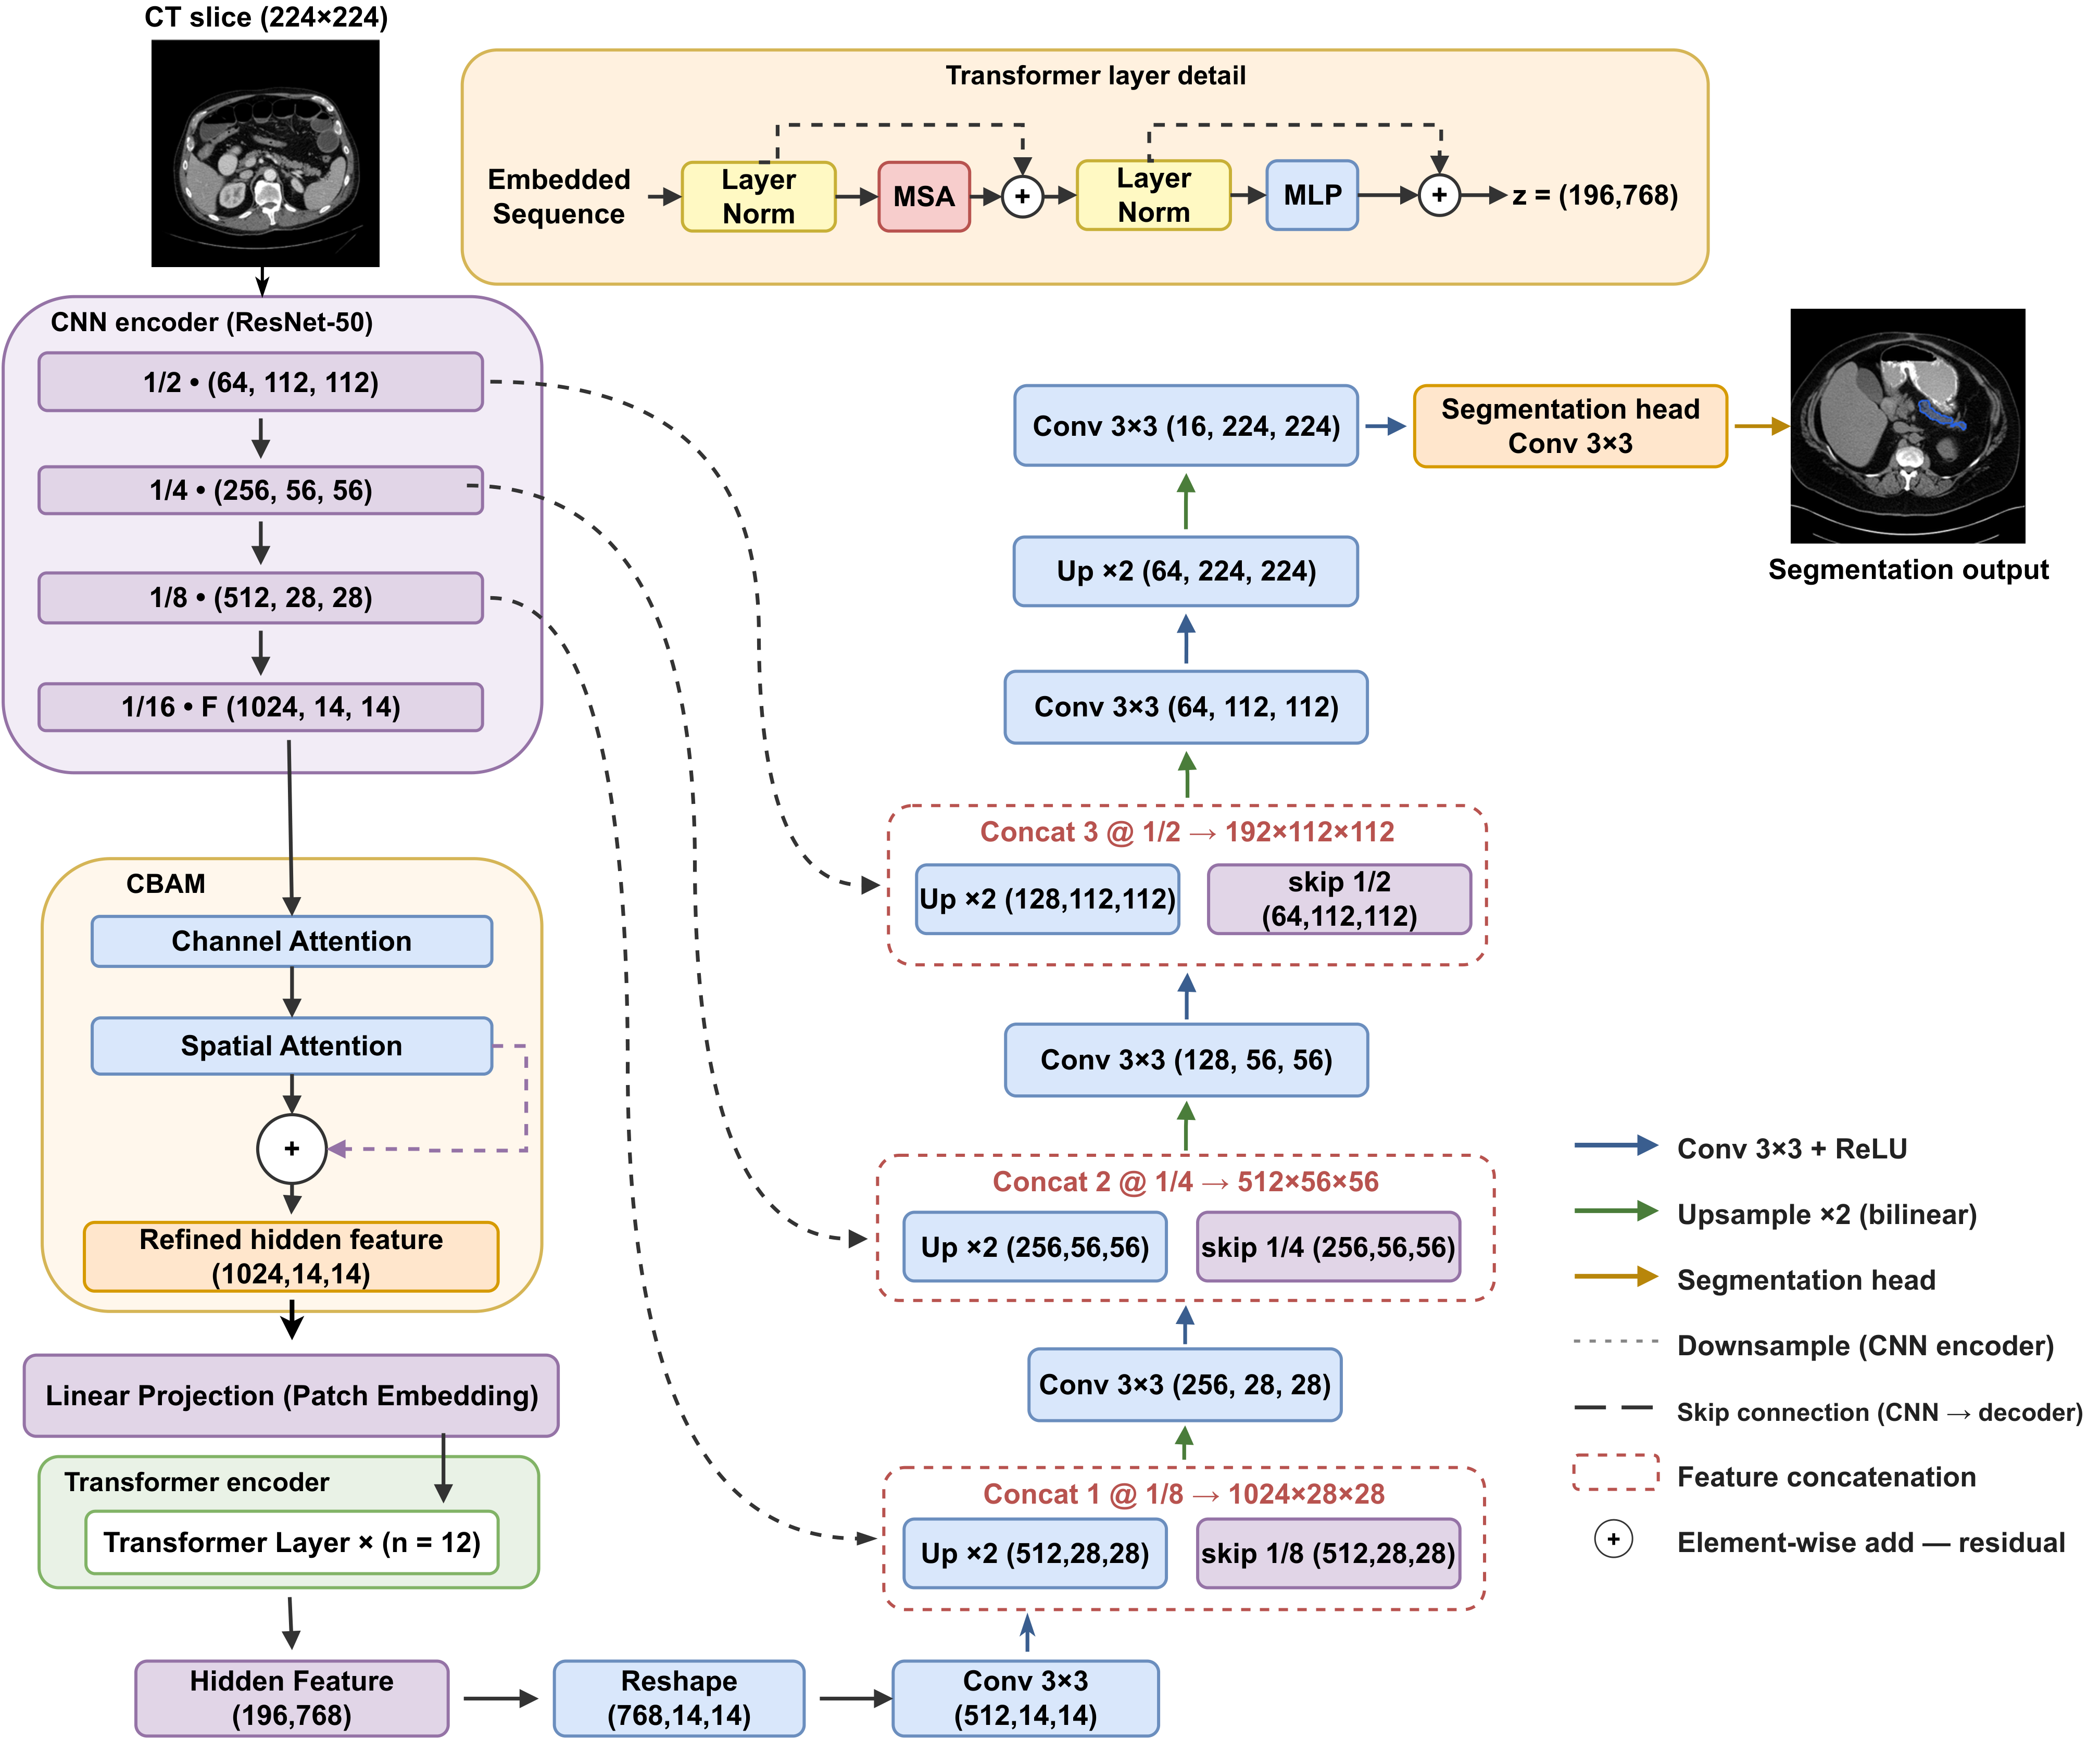 CT slice (224×224)
Transformer layer detail
Embedded
Sequence
Layer
Norm
MSA
+
Layer
Norm
MLP
+
z = (196,768)
CNN encoder (ResNet-50)
1/2 • (64, 112, 112)
1/4 • (256, 56, 56)
1/8 • (512, 28, 28)
1/16 • F (1024, 14, 14)
CBAM
Channel Attention
Spatial Attention
+
Refined hidden feature
(1024,14,14)
Linear Projection (Patch Embedding)
Transformer encoder
Transformer Layer × (n = 12)
Hidden Feature
(196,768)
Reshape
(768,14,14)
Conv 3×3
(512,14,14)
Concat 1 @ 1/8 → 1024×28×28
Up ×2 (512,28,28)
skip 1/8 (512,28,28)
Conv 3×3 (256, 28, 28)
Concat 2 @ 1/4 → 512×56×56
Up ×2 (256,56,56)
skip 1/4 (256,56,56)
Conv 3×3 (128, 56, 56)
Concat 3 @ 1/2 → 192×112×112
Up ×2 (128,112,112)
skip 1/2
(64,112,112)
Conv 3×3 (64, 112, 112)
Up ×2 (64, 224, 224)
Conv 3×3 (16, 224, 224)
Segmentation head
Conv 3×3
Segmentation output
Conv 3×3 + ReLU
Upsample ×2 (bilinear)
Segmentation head
Downsample (CNN encoder)
Skip connection (CNN → decoder)
Feature concatenation
+
Element-wise add — residual